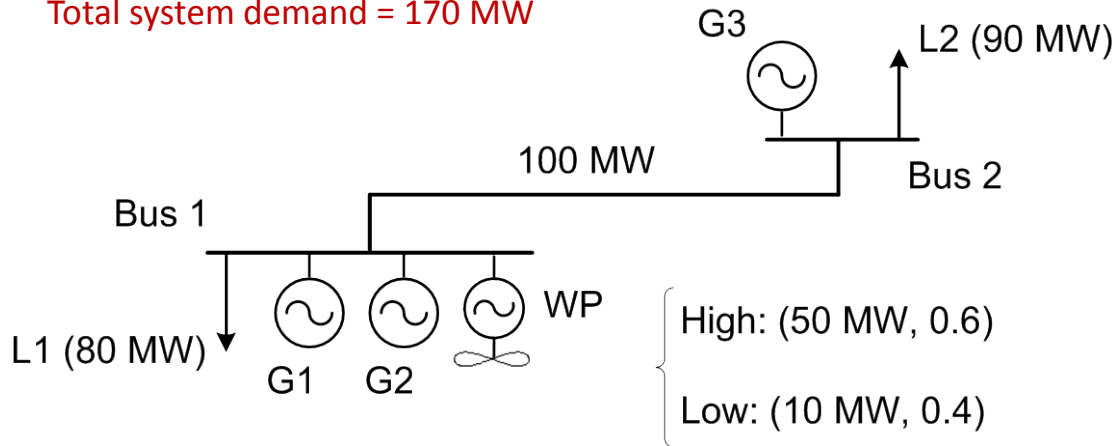 Total system demand = 170 MW
G3
L2 (90 MW)
100 MW
Bus 2
Bus 1
WP
High: (50 MW, 0.6)
L1 (80 MW)
G1 G2
Low: (10 MW, 0.4)